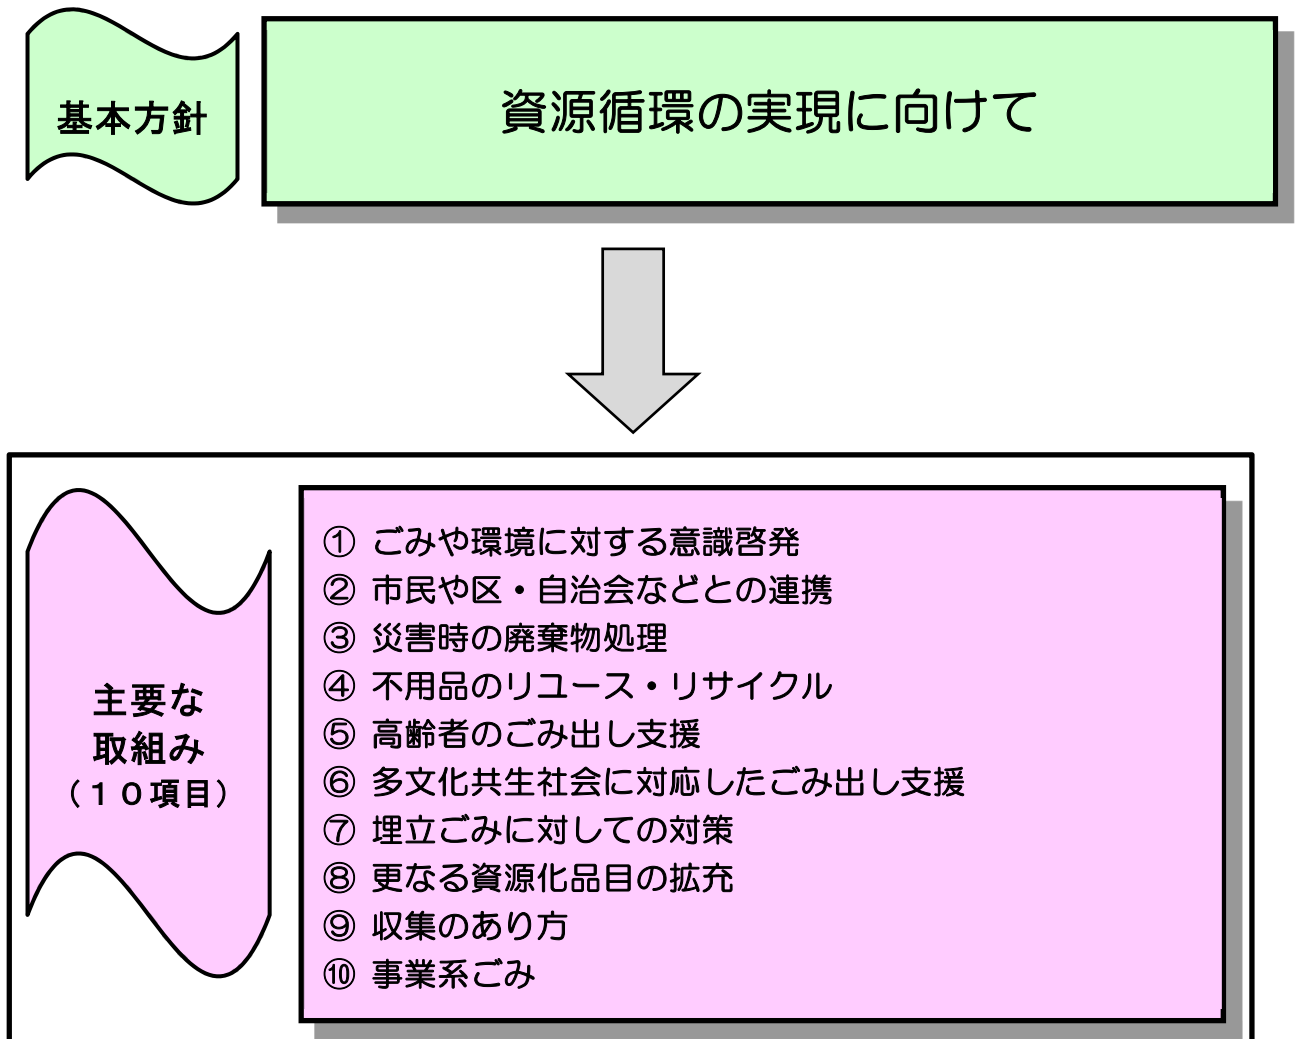 基本方針
資源循環の実現に向けて
主要な
取組み
（１０項目）
① ごみや環境に対する意識啓発
② 市民や区・自治会などとの連携
③ 災害時の廃棄物処理
④ 不用品のリユース・リサイクル
⑤ 高齢者のごみ出し支援
⑥ 多文化共生社会に対応したごみ出し支援
⑦ 埋立ごみに対しての対策
⑧ 更なる資源化品目の拡充
⑨ 収集のあり方
⑩ 事業系ごみ